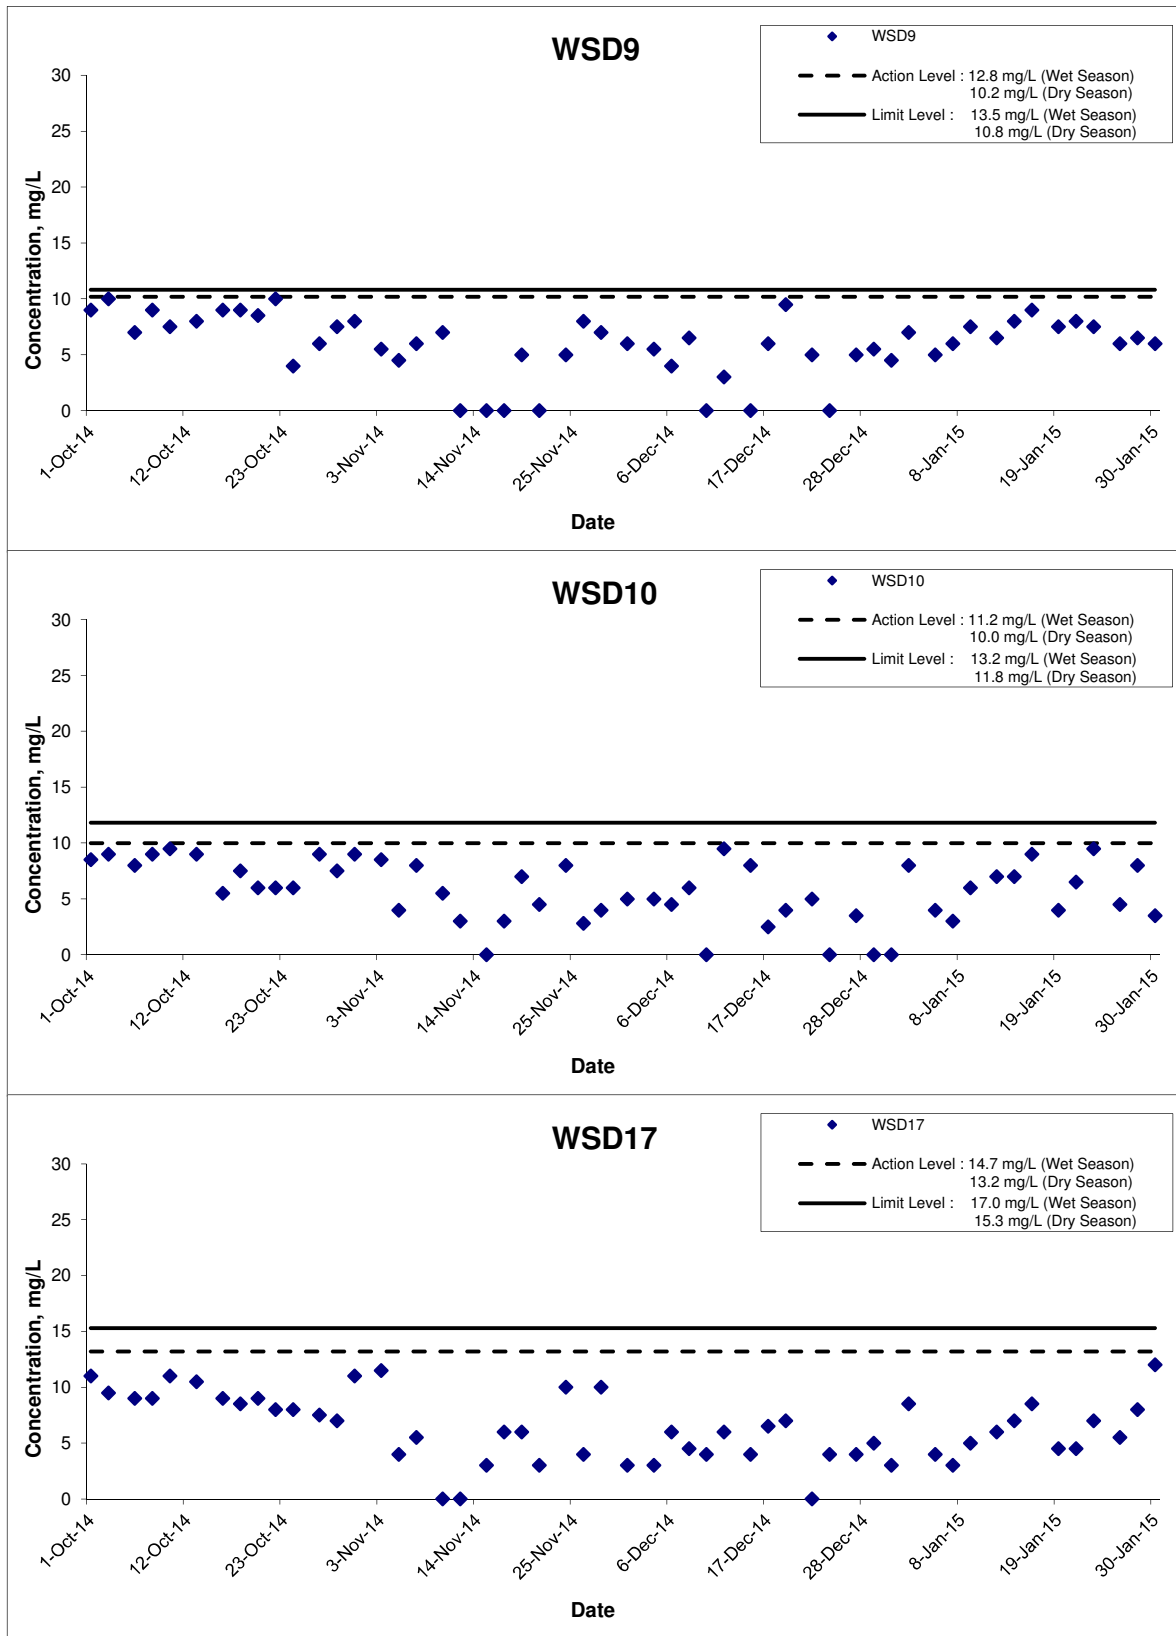 WSD9
WSD9
Action Level : 12.8 mg/L (Wet Season)
10.2 mg/L (Dry Season)
Limit Level : 13.5 mg/L (Wet Season)
10.8 mg/L (Dry Season)
Concentration, mg/L
30
25
20
15
10
5
0
1-Oct-14
12-Oct-14
23-Oct-14
3-Nov-14
14-Nov-14
25-Nov-14
6-Dec-14
17-Dec-14
28-Dec-14
8-Jan-15
19-Jan-15
30-Jan-15
Date
WSD10
WSD10
Action Level : 11.2 mg/L (Wet Season)
10.0 mg/L (Dry Season)
Limit Level : 13.2 mg/L (Wet Season)
11.8 mg/L (Dry Season)
Concentration, mg/L
30
25
20
15
10
5
0
1-Oct-14
12-Oct-14
23-Oct-14
3-Nov-14
14-Nov-14
25-Nov-14
6-Dec-14
17-Dec-14
28-Dec-14
8-Jan-15
19-Jan-15
30-Jan-15
Date
WSD17
WSD17
Action Level : 14.7 mg/L (Wet Season)
13.2 mg/L (Dry Season)
Limit Level : 17.0 mg/L (Wet Season)
15.3 mg/L (Dry Season)
Concentration, mg/L
30
25
20
15
10
5
0
1-Oct-14
12-Oct-14
23-Oct-14
3-Nov-14
14-Nov-14
25-Nov-14
6-Dec-14
17-Dec-14
28-Dec-14
8-Jan-15
19-Jan-15
30-Jan-15
Date